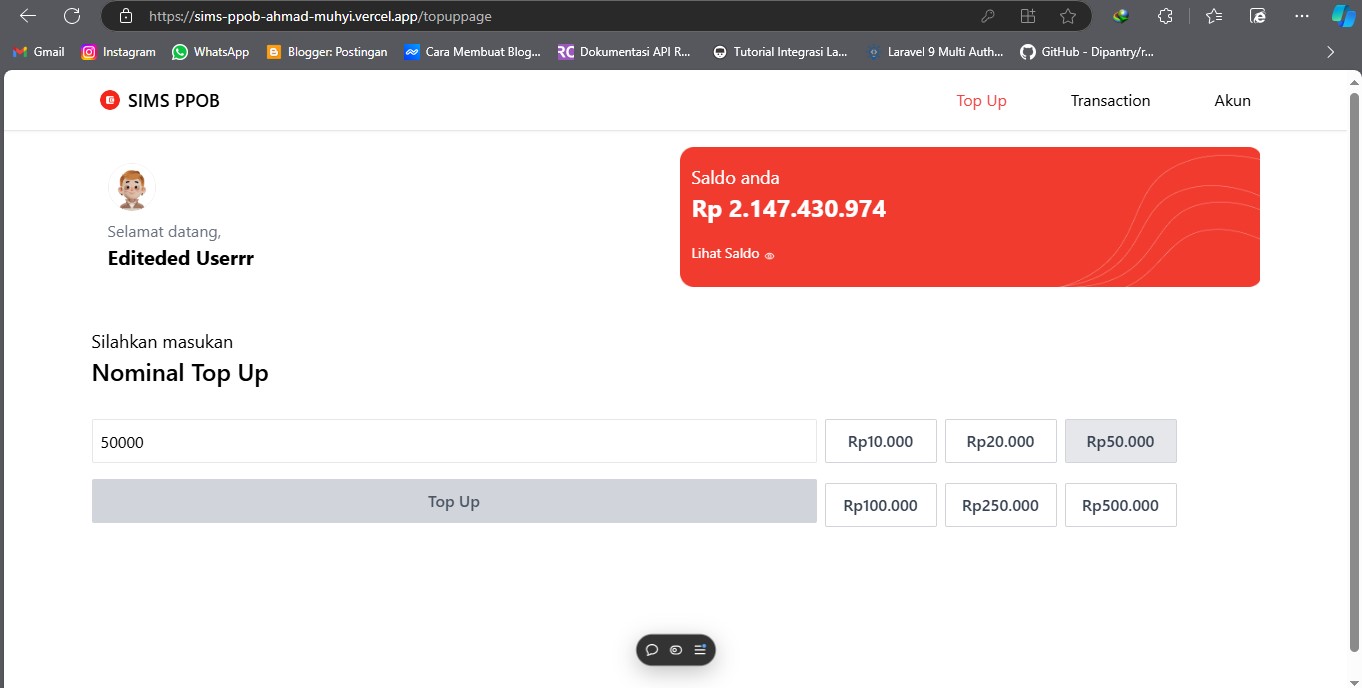 https://sims-ppob-ahmad-muhyi.vercel.app/topuppage
Gmail
Instagram
WhatsApp
Blogger: Postingan
Cara Membuat Blog...
Dokumentasi API R...
Tutorial Integrasi La...
Laravel 9 Multi Auth...
GitHub - Dipantry/r...
SIMS PPOB
Top Up
Transaction
Akun
Selamat datang,
Editeded Userrr
Saldo anda
Rp 2.147.430.974
Lihat Saldo
Silahkan masukan
Nominal Top Up
50000
Rp10.000
Rp20.000
Rp50.000
Top Up
Rp100.000
Rp250.000
Rp500.000